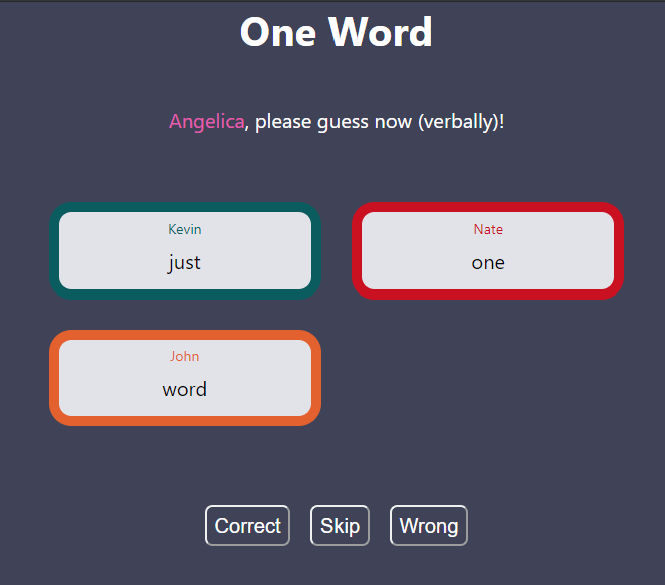 One Word
Angelica, please guess now (verbally)!
Kevin
just
Nate
one
John
word
Correct
Skip
Wrong